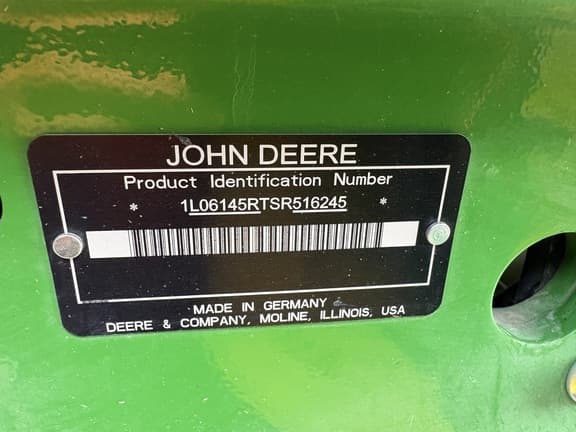 JOHN DEERE
Product Identification Number
* 1L06145RTSR516245 *
MADE IN GERMANY
DEERE & COMPANY, MOLINE, ILLINOIS, USA